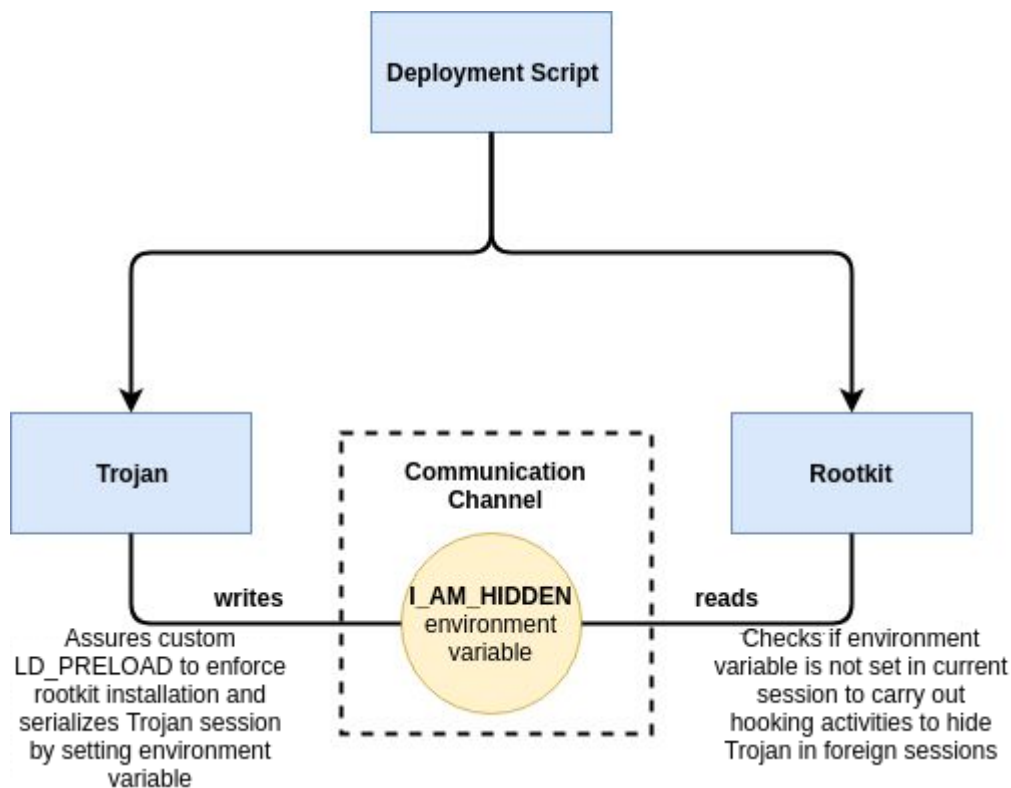 Deployment Script
Trojan
Communication
Channel
Rootkit
writes
I_AM_HIDDEN
environment
variable
reads
Assures custom
LD_PRELOAD to enforce
rootkit installation and
serializes Trojan session
by setting environment
variable
Checks if environment
variable is not set in current
session to carry out
hooking activities to hide
Trojan in foreign sessions